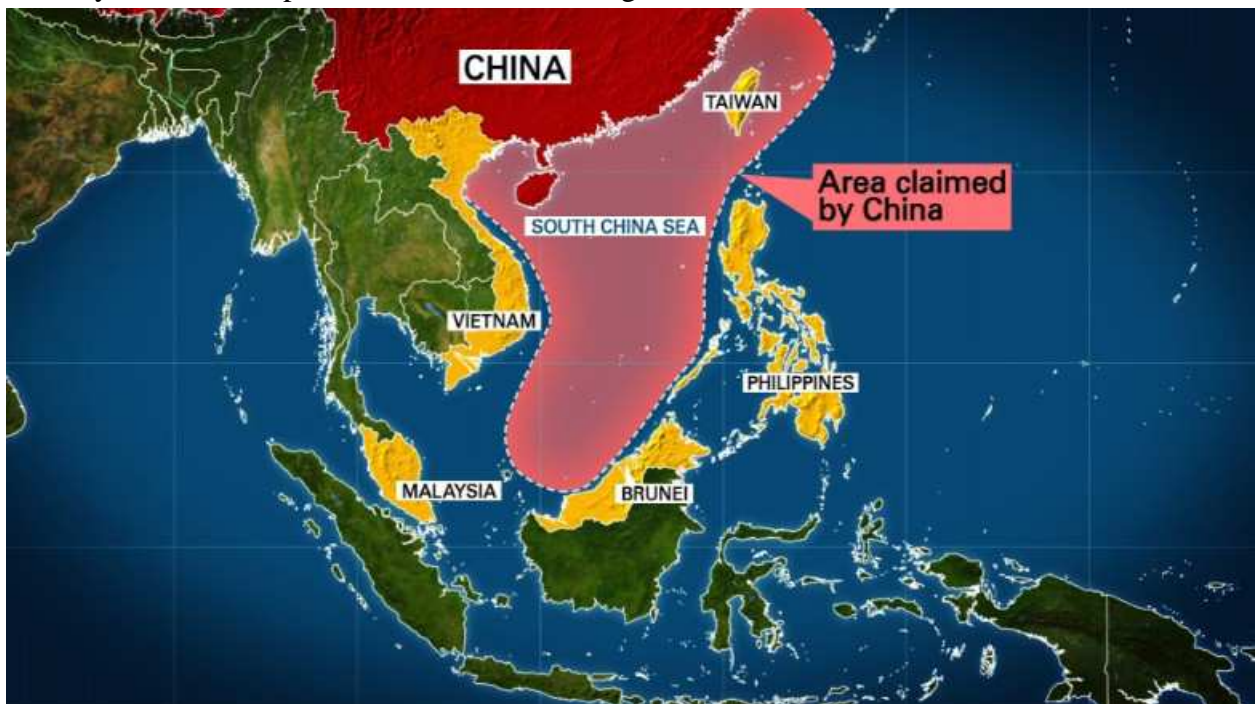 CHINA
TAIWAN
Area claimed
by China
SOUTH CHINA SEA
VIETNAM
PHILIPPINES
MALAYSIA
BRUNEI